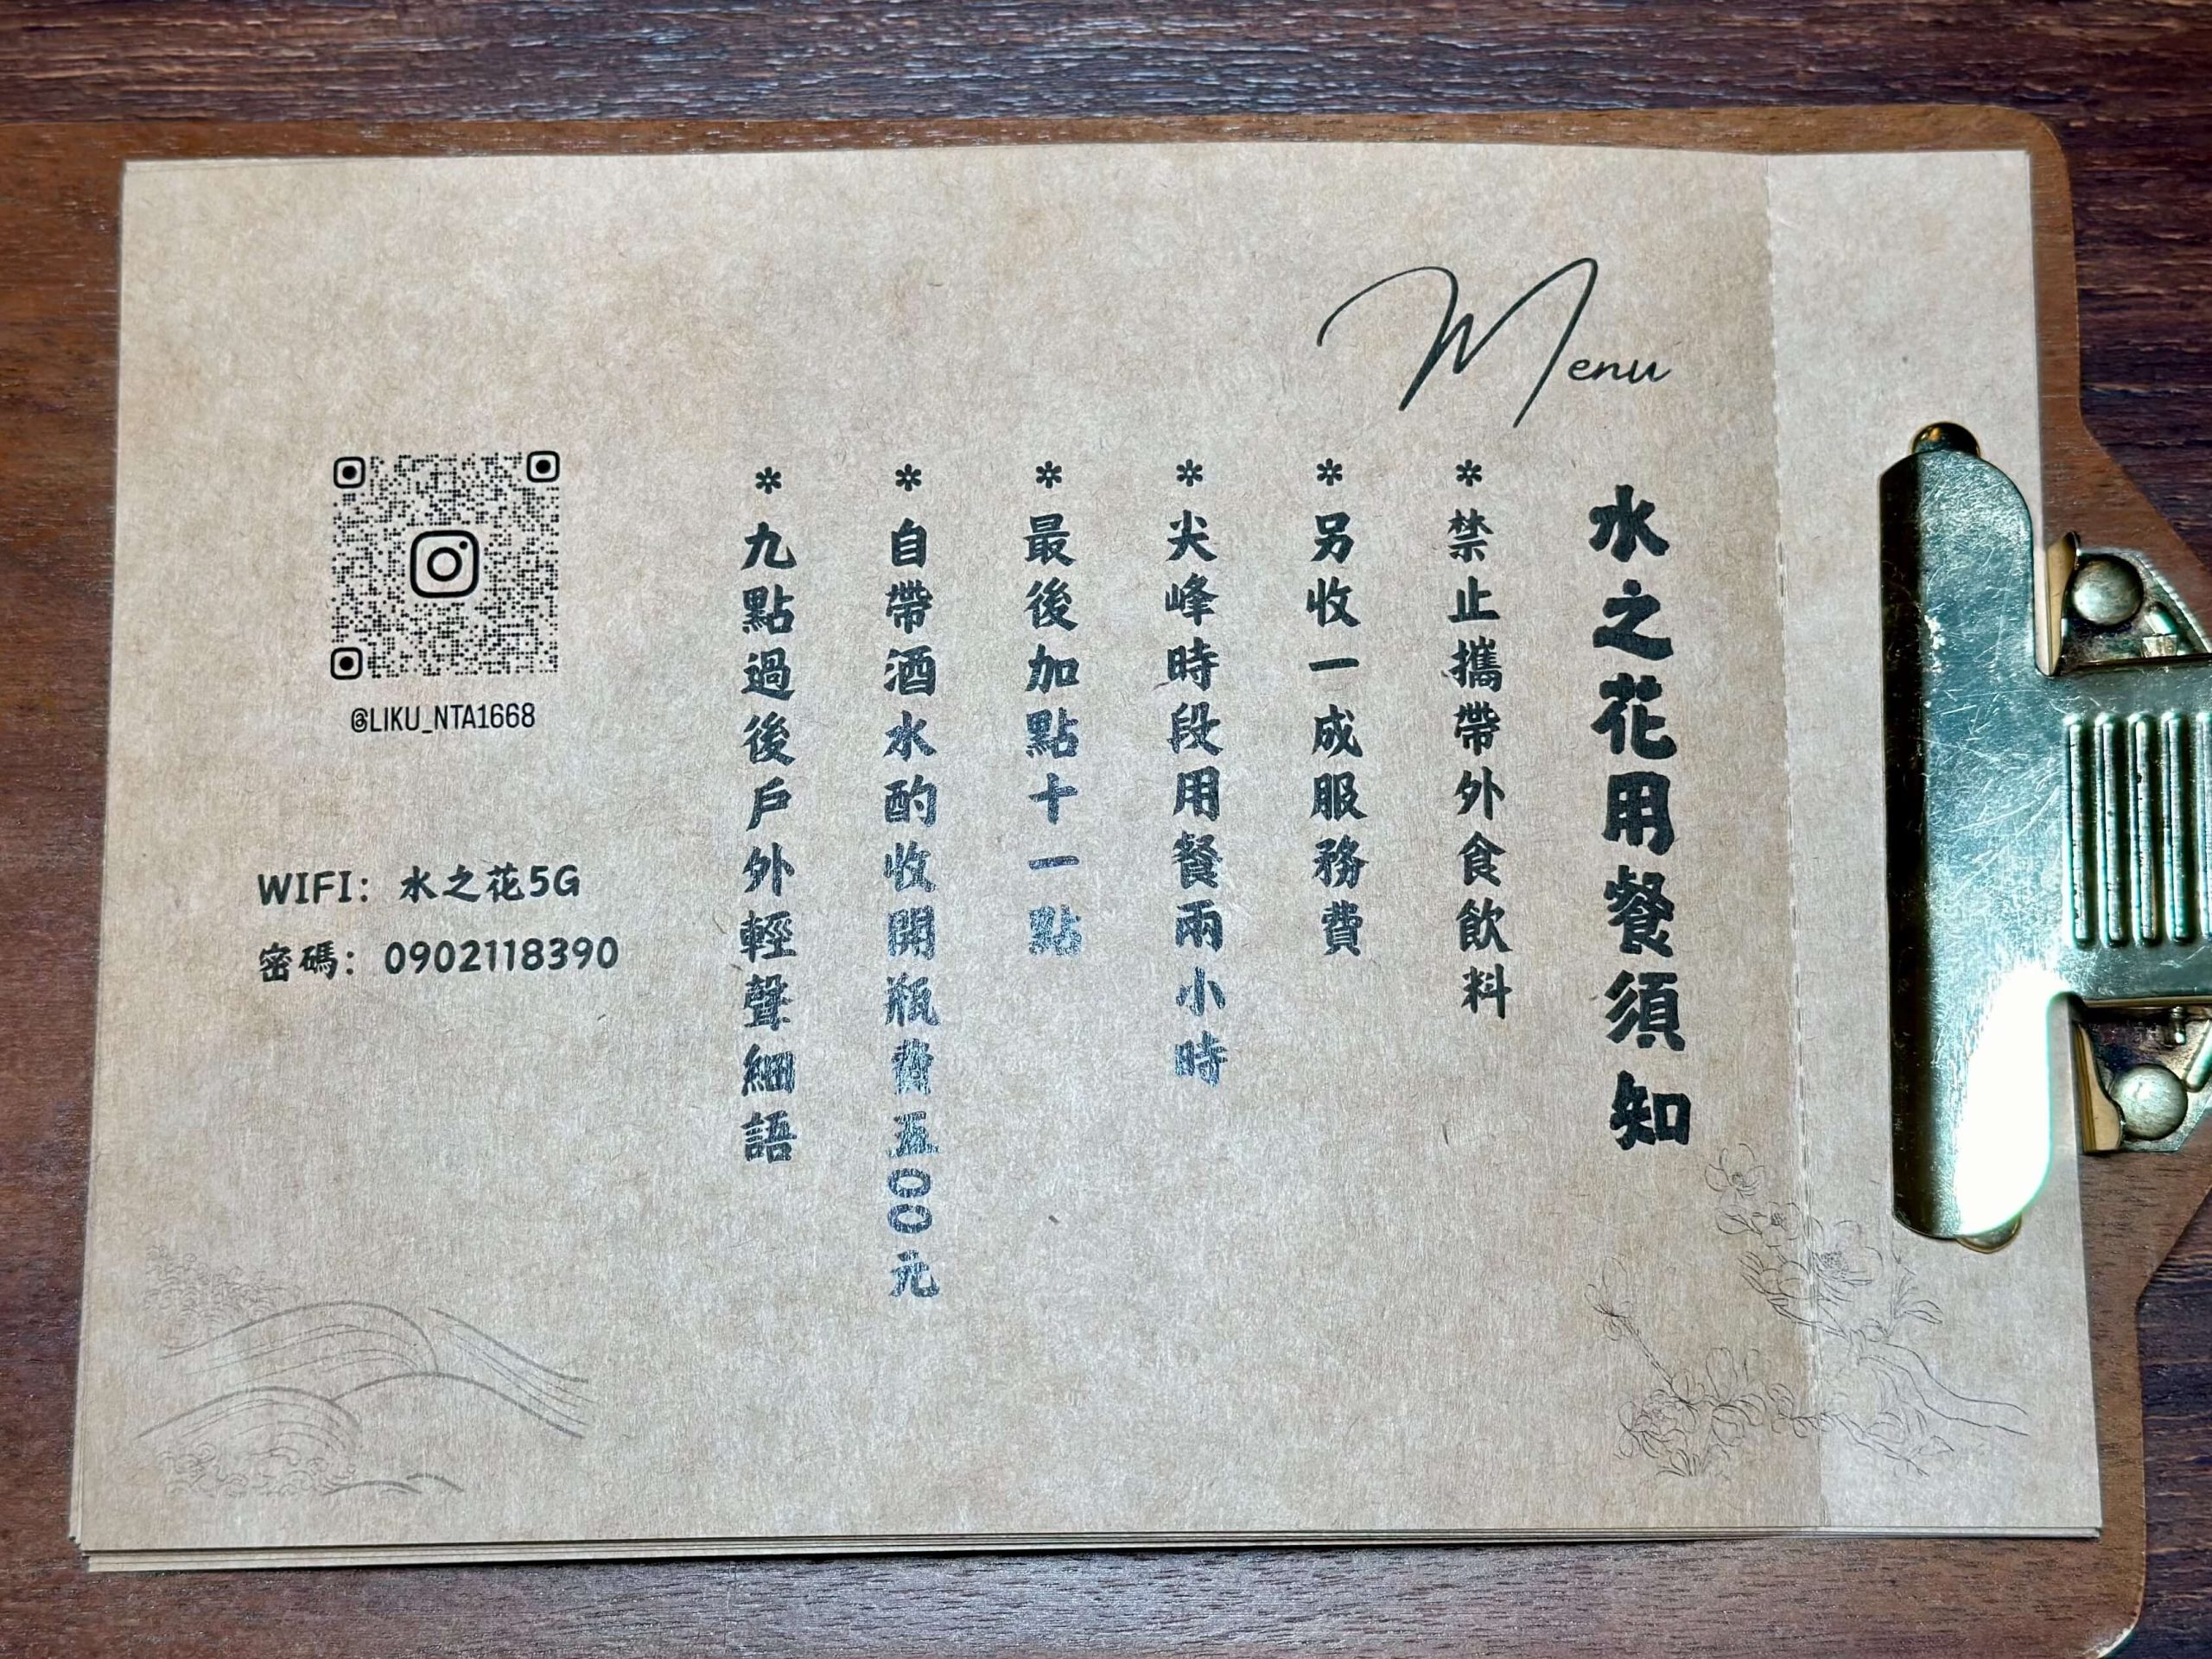 Menu
水之花用餐須知
*禁止攜帶外食飲料
*另收一成服務費
*尖峰時段用餐兩小時
*最後加點十一點
*自帶酒水酌收開瓶費五00元
*九點過後戶外輕聲細語
@LIKU_NTA1668
WIFI：水之花5G
密碼：0902118390